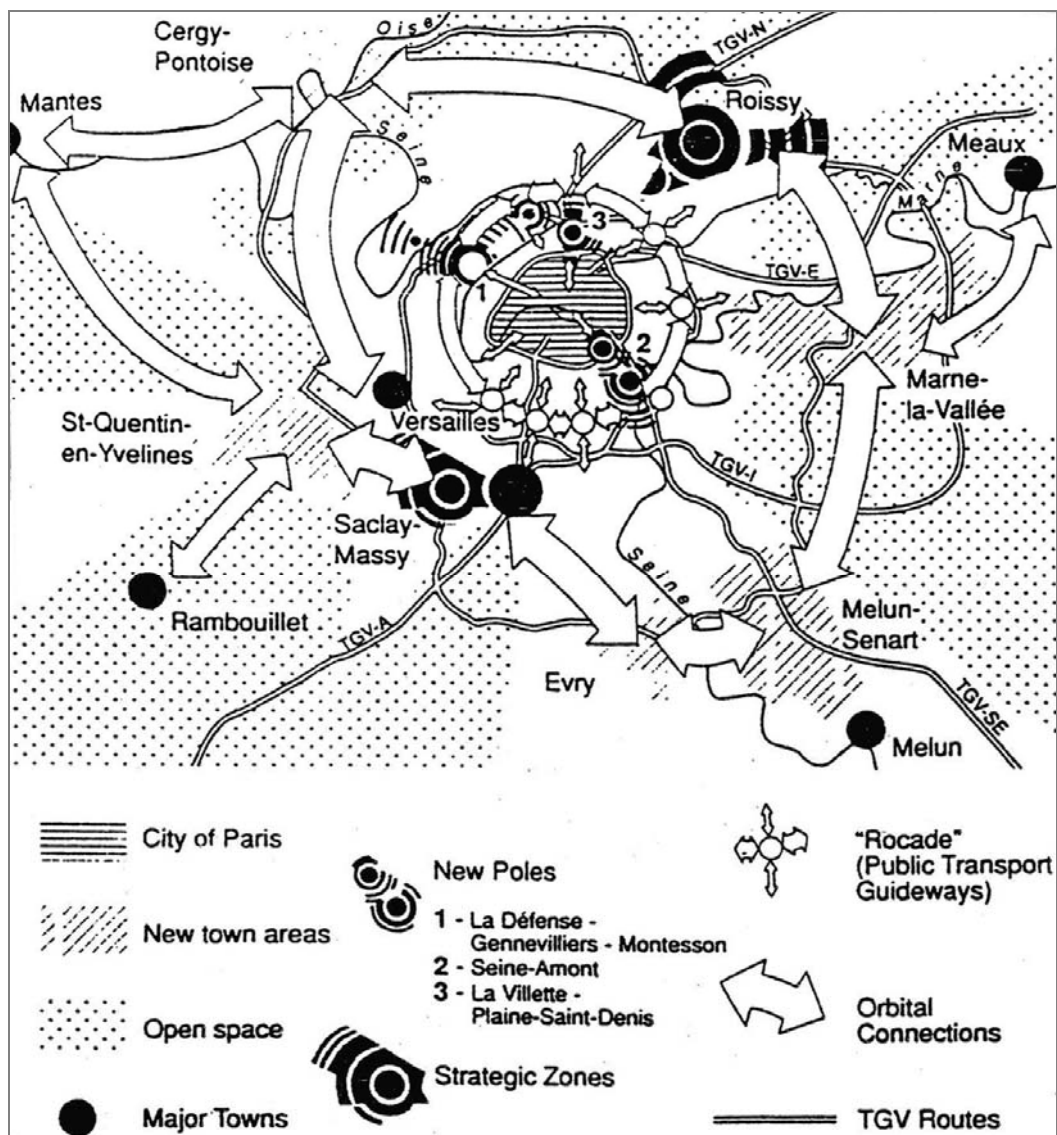 Cergy-
Pontoise
Oise
TGV-N
Mantes
Roissy
Seine
Meaux
Marne
3
TGV-E
1
2
Marne-
la-Vallée
Versailles
St-Quentin-
en-Yvelines
TGV-I
Saclay-
Massy
Seine
Rambouillet
Melun-
Senart
TGV-A
Evry
TGV-SE
Melun
City of Paris
New town areas
Open space
Major Towns
New Poles
1 - La Défense -
Gennevilliers - Montesson
2 - Seine-Amont
3 - La Villette -
Plaine-Saint-Denis
Strategic Zones
"Rocade"
(Public Transport
Guideways)
Orbital
Connections
TGV Routes